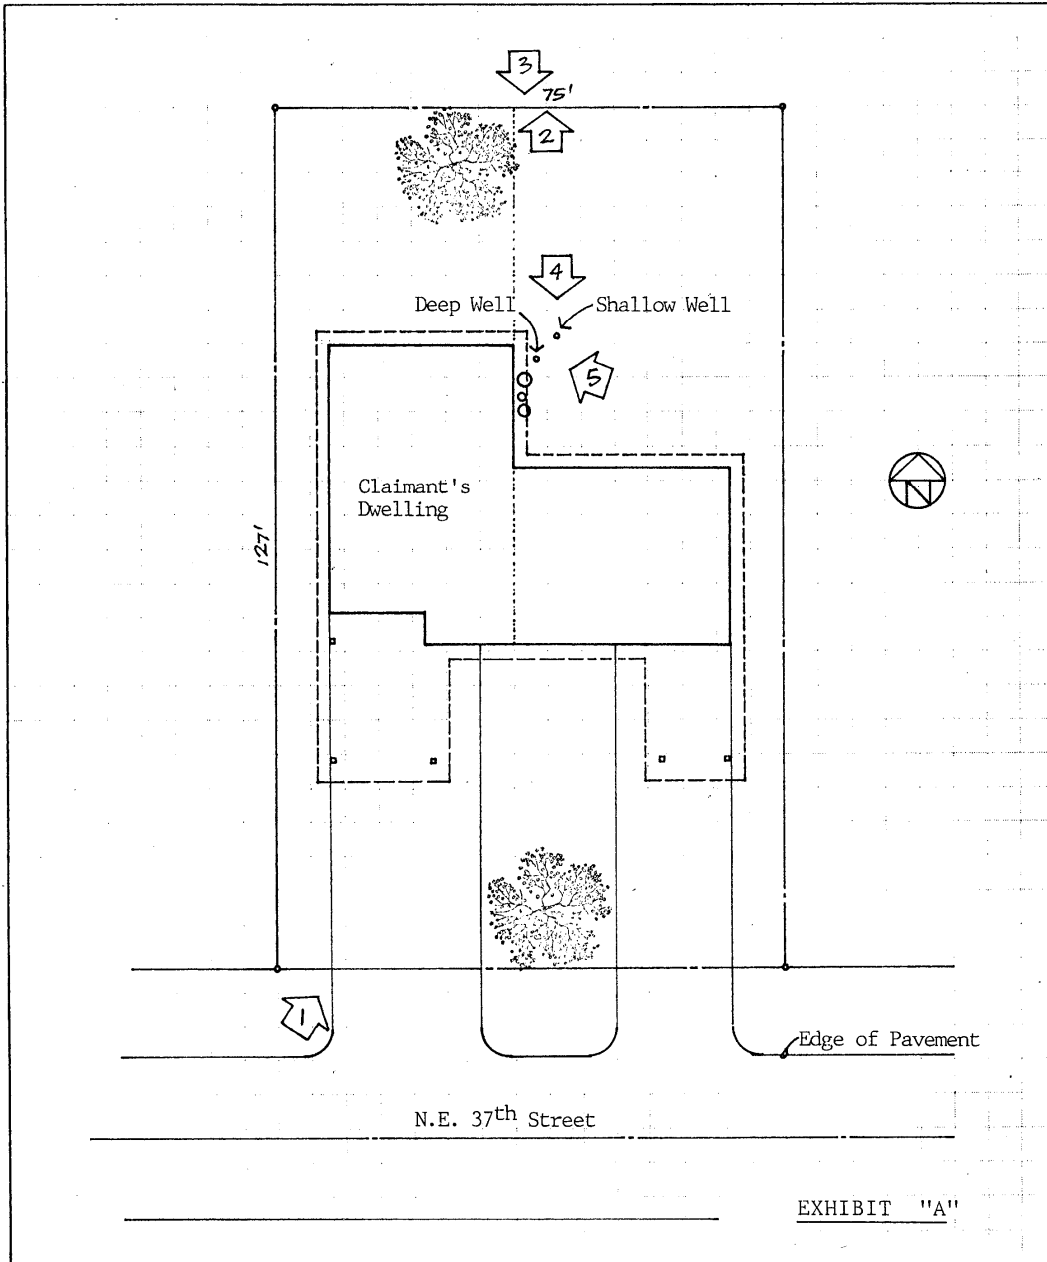 3
75'
2
4
Deep Well
Shallow Well
5
Claimant's
Dwelling
N
127'
1
Edge of Pavement
N.E. 37th Street
EXHIBIT "A"